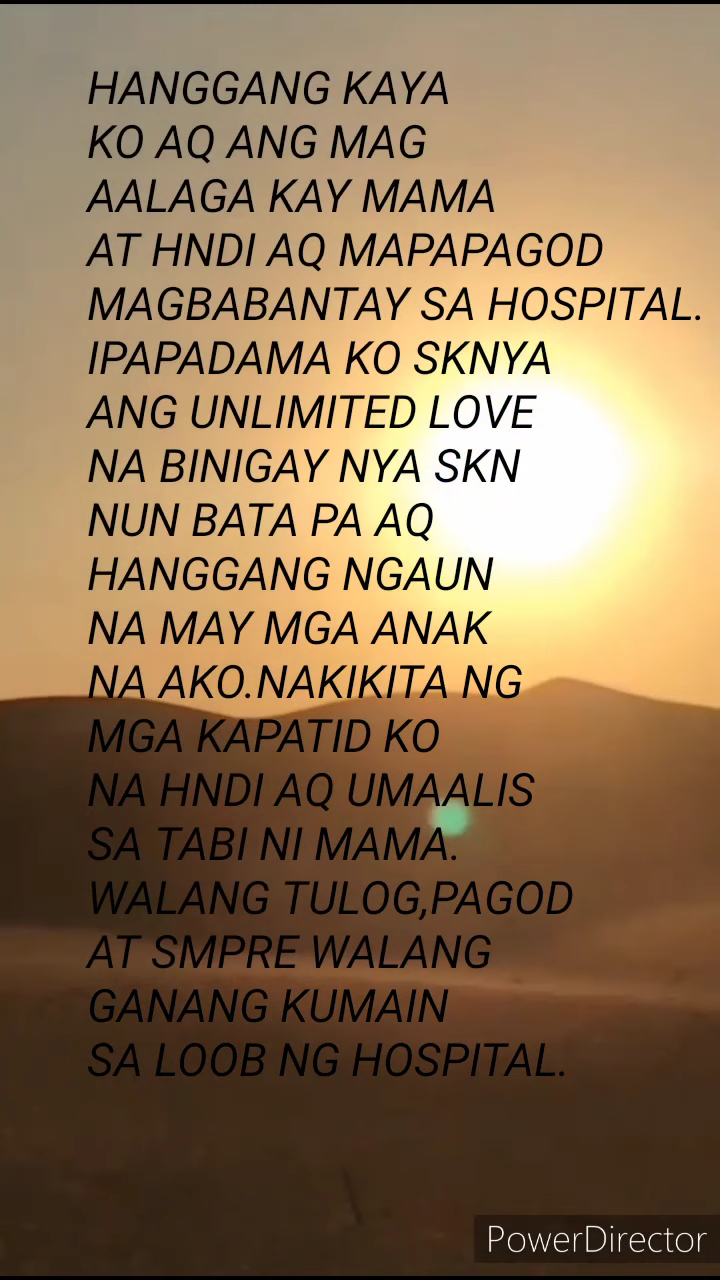 HANGGANG KAYA
KO AQ ANG MAG
AALAGA KAY MAMA
AT HNDI AQ MAPAPAGOD
MAGBABANTAY SA HOSPITAL.
IPAPADAMA KO SKNYA
ANG UNLIMITED LOVE
NA BINIGAY NYA SKN
NUN BATA PA AQ
HANGGANG NGAUN
NA MAY MGA ANAK
NA AKO.NAKIKITA NG
MGA KAPATID KO
NA HNDI AQ UMAALIS
SA TABI NI MAMA.
WALANG TULOG,PAGOD
AT SMPRE WALANG
GANANG KUMAIN
SA LOOB NG HOSPITAL.
PowerDirector